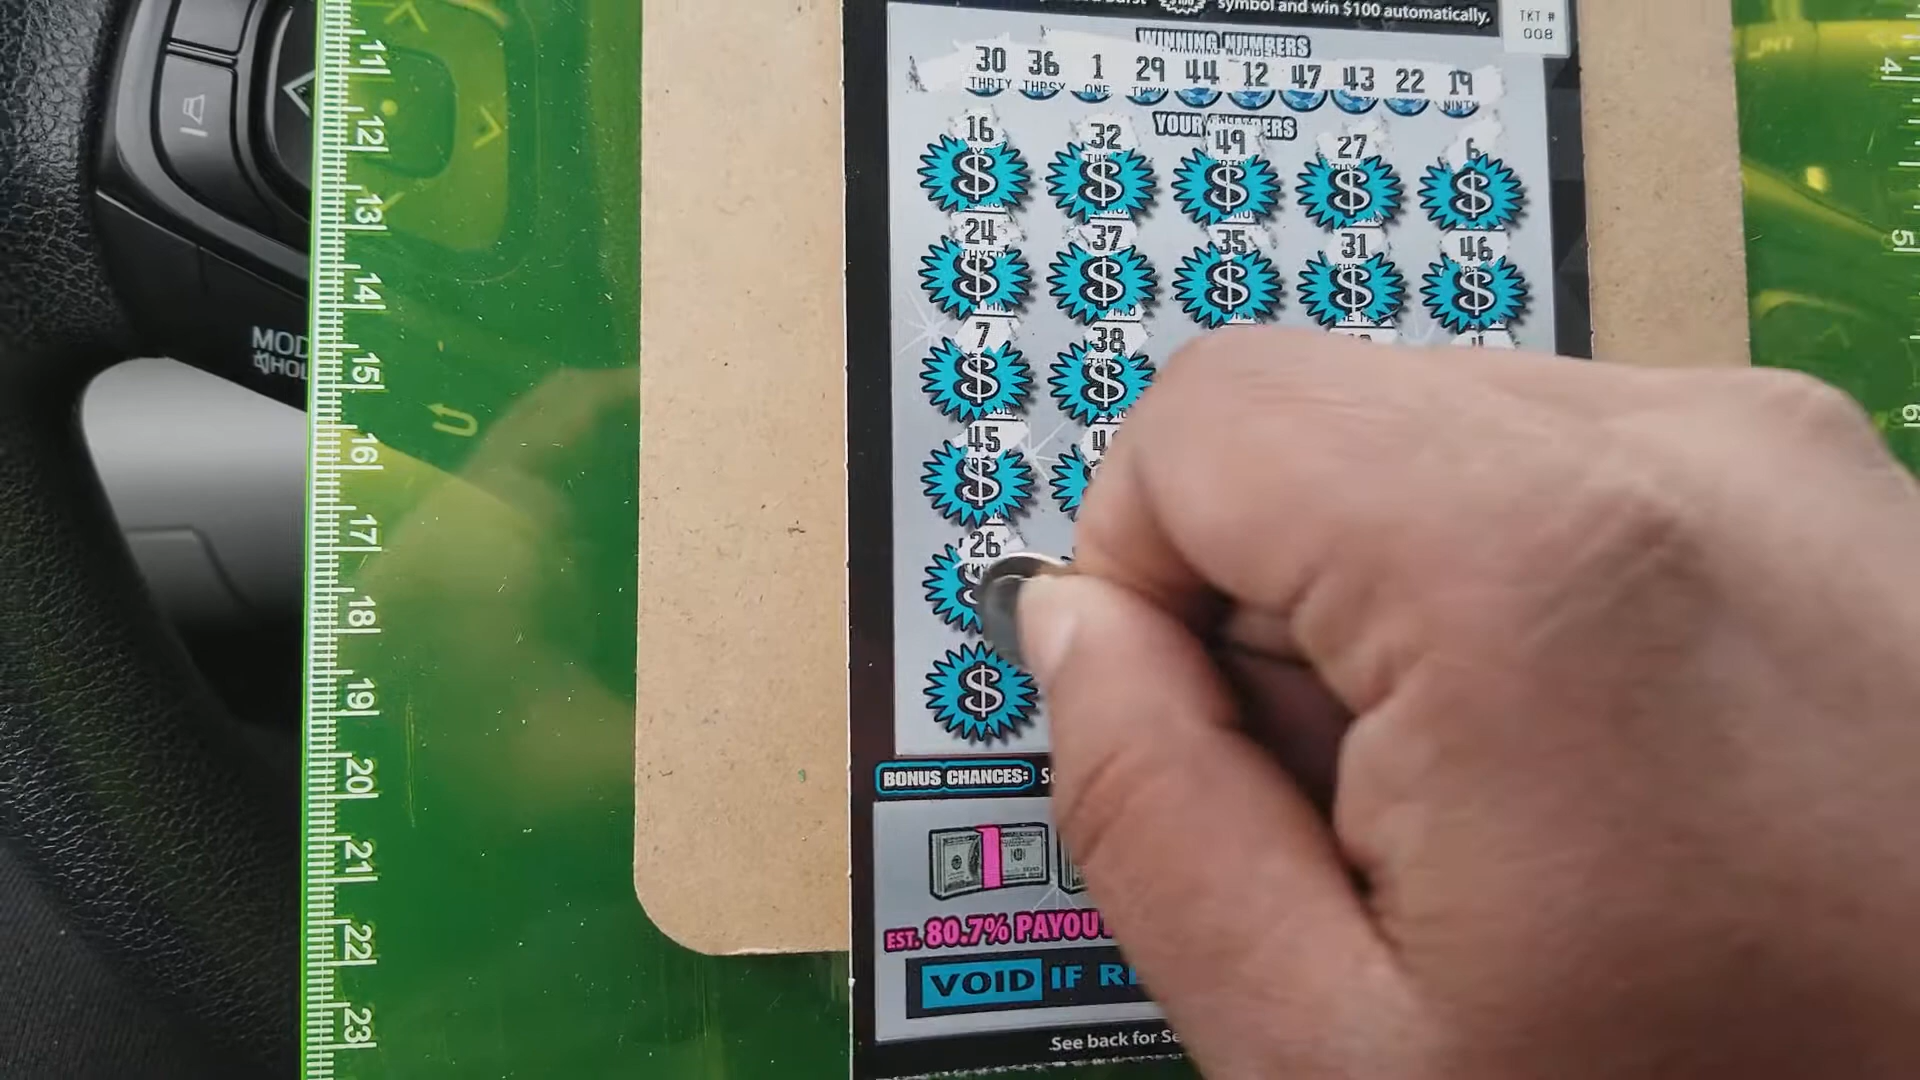 symbol and win $100 automatically.
TKT #
008
WINNING NUMBERS
30 36 1 29 44 12 47 43 22 19
THRTY THRSY ONE
YOUR NUMBERS
16 32 49 27 6
$ $ $ $ $
24 37 35 31 46
$ $ $ $ $
7 38
$ $
45
$
26
$
BONUS CHANCES:
EST. 80.7% PAYOU
VOID IF RE
See back for Se
MOD
HOL
11
12
13
14
15
16
17
18
19
20
21
22
23
4
5
6